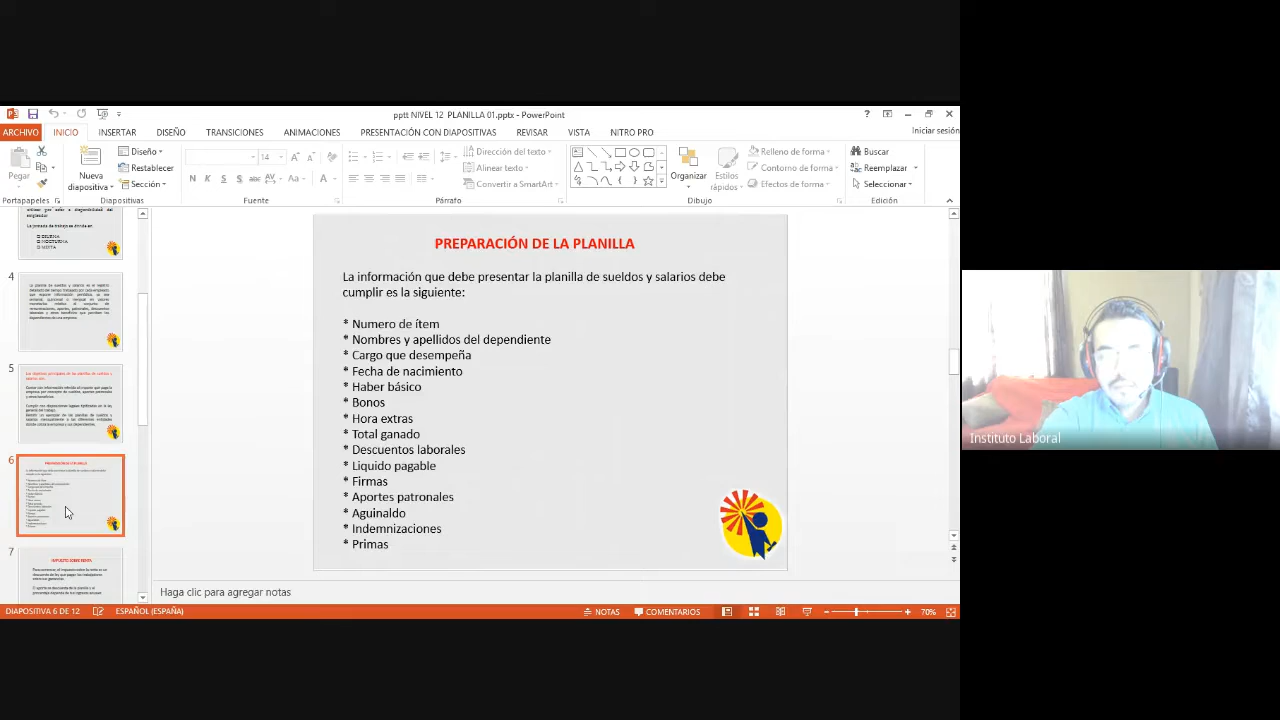 pptt NIVEL 12 PLANILLA 01.pptx - PowerPoint
ARCHIVO INICIO INSERTAR DISEÑO TRANSICIONES ANIMACIONES PRESENTACIÓN CON DIAPOSITIVAS REVISAR VISTA NITRO PRO
Iniciar sesión
Pegar
Nueva diapositiva
Diseño
Restablecer
Sección
14
Dirección del texto
Alinear texto
Convertir a SmartArt
Organizar
Estilos rápidos
Relleno de forma
Contorno de forma
Efectos de forma
Buscar
Reemplazar
Seleccionar
Portapapeles
Diapositivas
Fuente
Párrafo
Dibujo
Edición
4
5
6
7
PREPARACIÓN DE LA PLANILLA
La información que debe presentar la planilla de sueldos y salarios debe
cumplir es la siguiente:
* Numero de ítem
* Nombres y apellidos del dependiente
* Cargo que desempeña
* Fecha de nacimiento
* Haber básico
* Bonos
* Hora extras
* Total ganado
* Descuentos laborales
* Liquido pagable
* Firmas
* Aportes patronales
* Aguinaldo
* Indemnizaciones
* Primas
Haga clic para agregar notas
DIAPOSITIVA 6 DE 12 ESPAÑOL (ESPAÑA) NOTAS COMENTARIOS 70%
Instituto Laboral